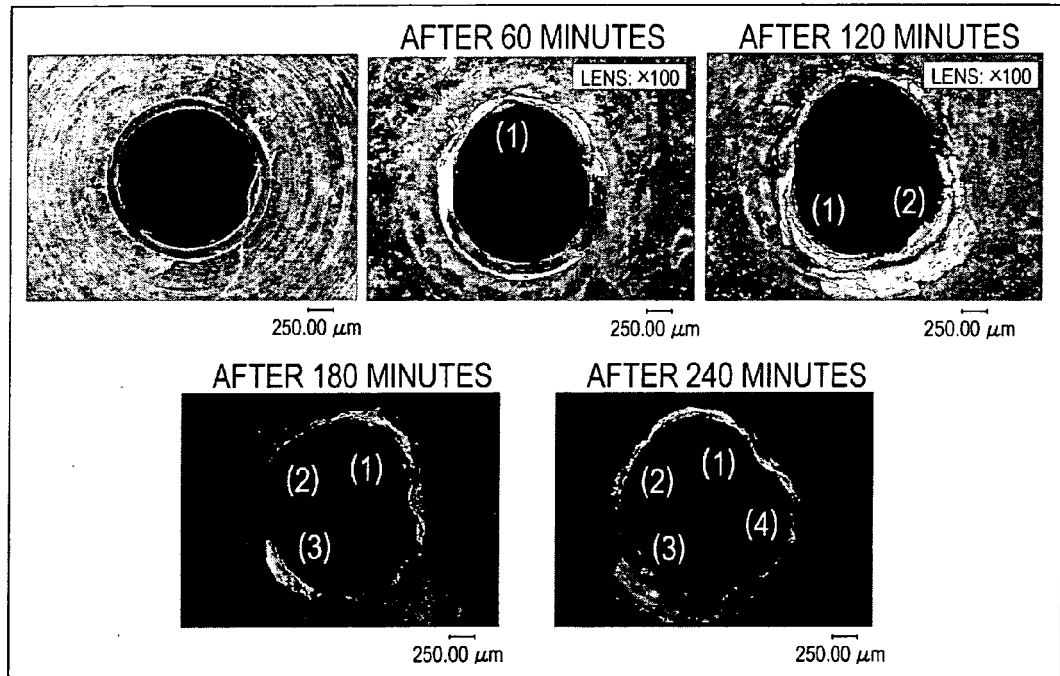 AFTER 60 MINUTES
AFTER 120 MINUTES
LENS: ×100
LENS: ×100
(1)
(1)
(2)
250.00 μm
250.00 μm
250.00 μm
AFTER 180 MINUTES
AFTER 240 MINUTES
(2)
(1)
(3)
(2)
(1)
(3)
(4)
250.00 μm
250.00 μm